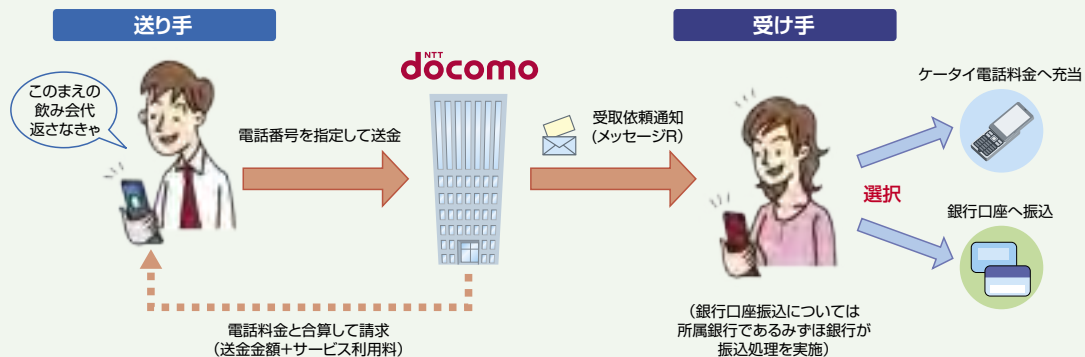 送り手
受け手
このまえの
飲み会代
返さなきゃ
NTT
döcomo
電話番号を指定して送金
受取依頼通知
(メッセージR)
ケータイ電話料金へ充当
選択
銀行口座へ振込
電話料金と合算して請求
(送金金額+サービス利用料)
(銀行口座振込については
所属銀行であるみずほ銀行が
振込処理を実施)